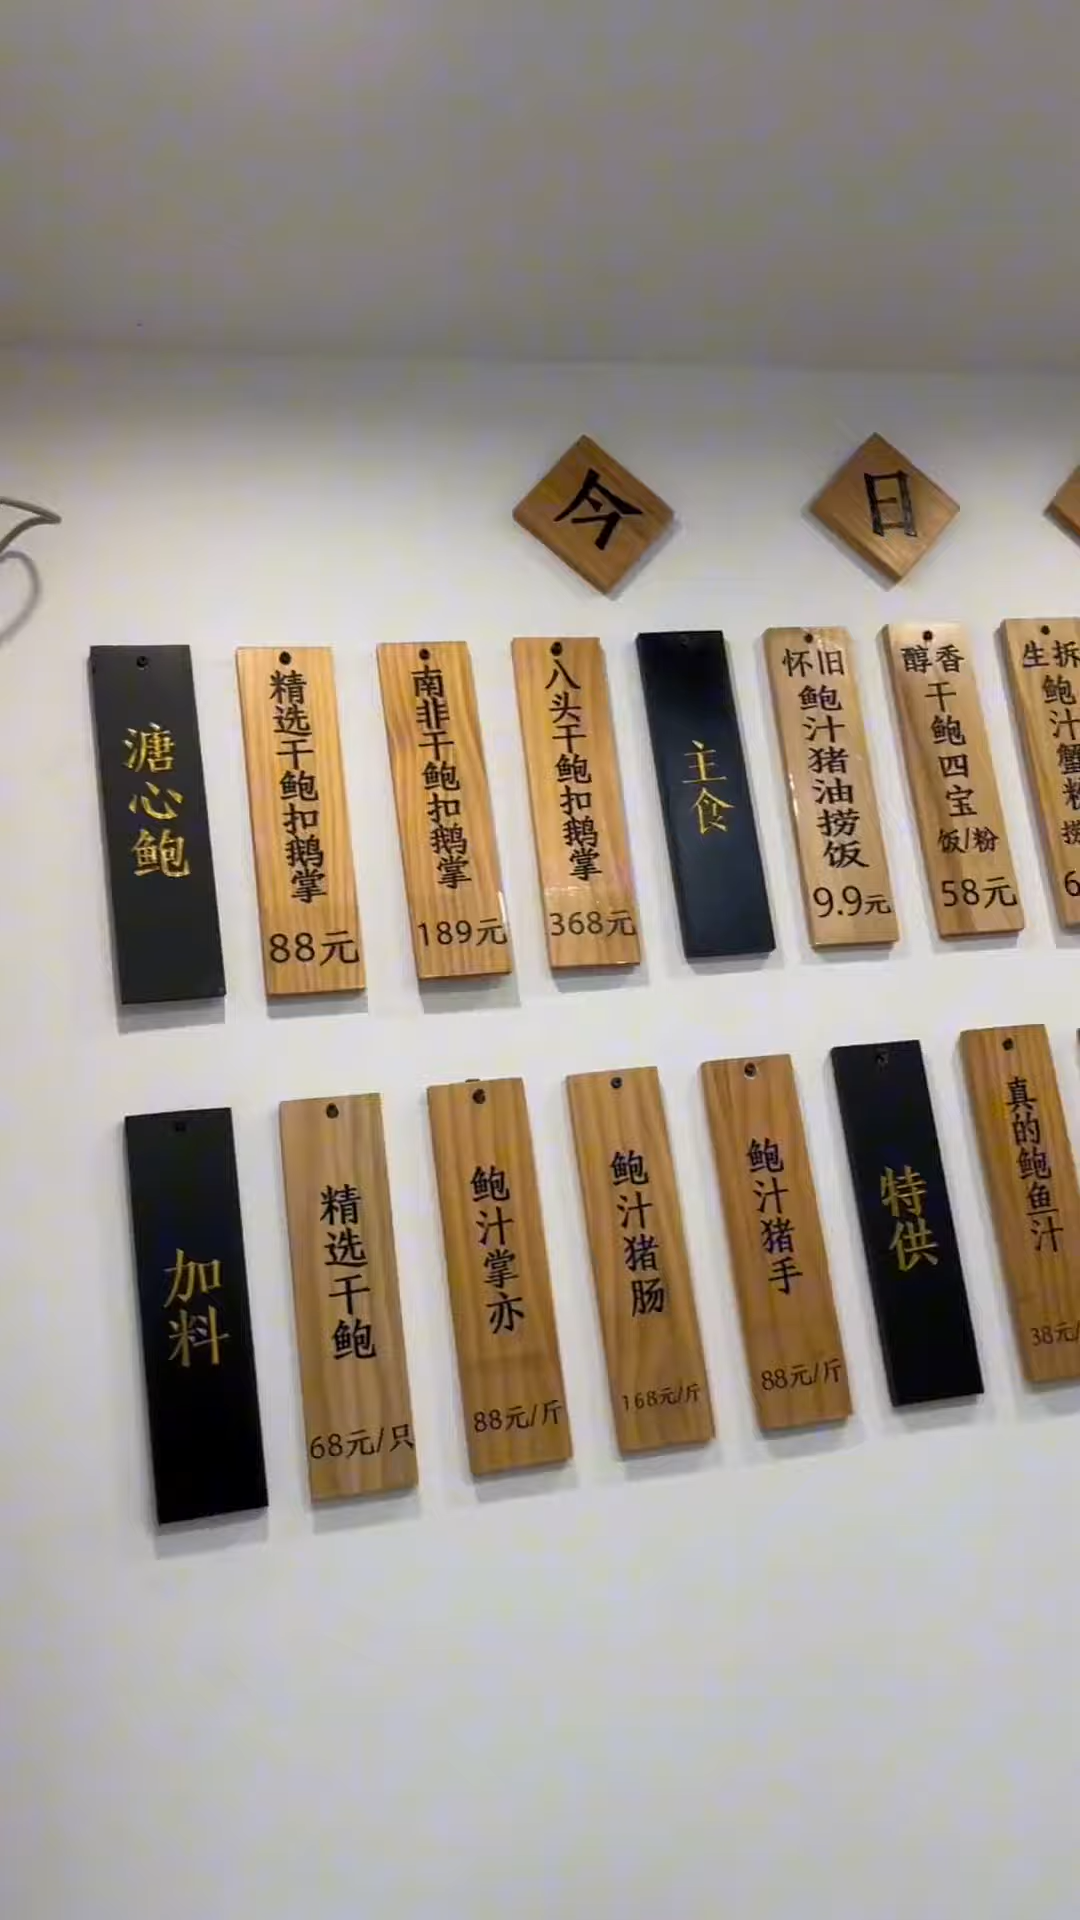 今日
溏心鲍
精选干鲍扣鹅掌
88元
南非干鲍扣鹅掌
189元
八头干鲍扣鹅掌
368元
主食
怀旧
鲍汁猪油捞饭
9.9元
醇香
干鲍四宝
饭/粉
58元
生拆
鲍汁蟹粉
捞
6
加料
精选干鲍
68元/只
鲍汁掌亦
88元/斤
鲍汁猪肠
168元/斤
鲍汁猪手
88元/斤
特供
真的鲍鱼汁
38元/